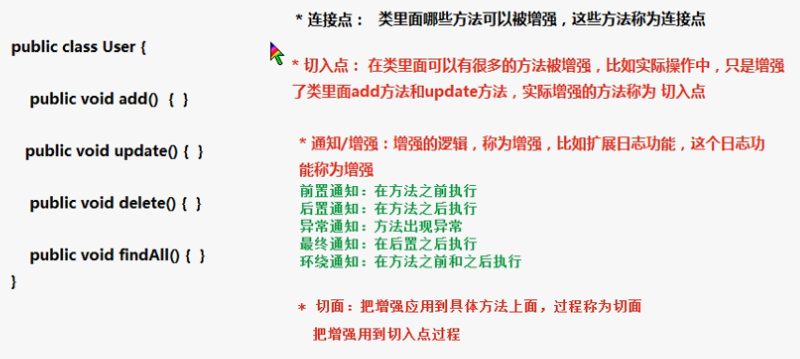 public class User {
public void add() { }
public void update() { }
public void delete() { }
public void findAll() { }
}
* 连接点： 类里面哪些方法可以被增强，这些方法称为连接点
* 切入点： 在类里面可以有很多的方法被增强，比如实际操作中，只是增强
了类里面add方法和update方法，实际增强的方法称为 切入点
* 通知/增强：增强的逻辑，称为增强，比如扩展日志功能，这个日志功
能称为增强
前置通知：在方法之前执行
后置通知：在方法之后执行
异常通知：方法出现异常
最终通知：在后置之后执行
环绕通知：在方法之前和之后执行
* 切面：把增强应用到具体方法上面，过程称为切面
把增强用到切入点过程